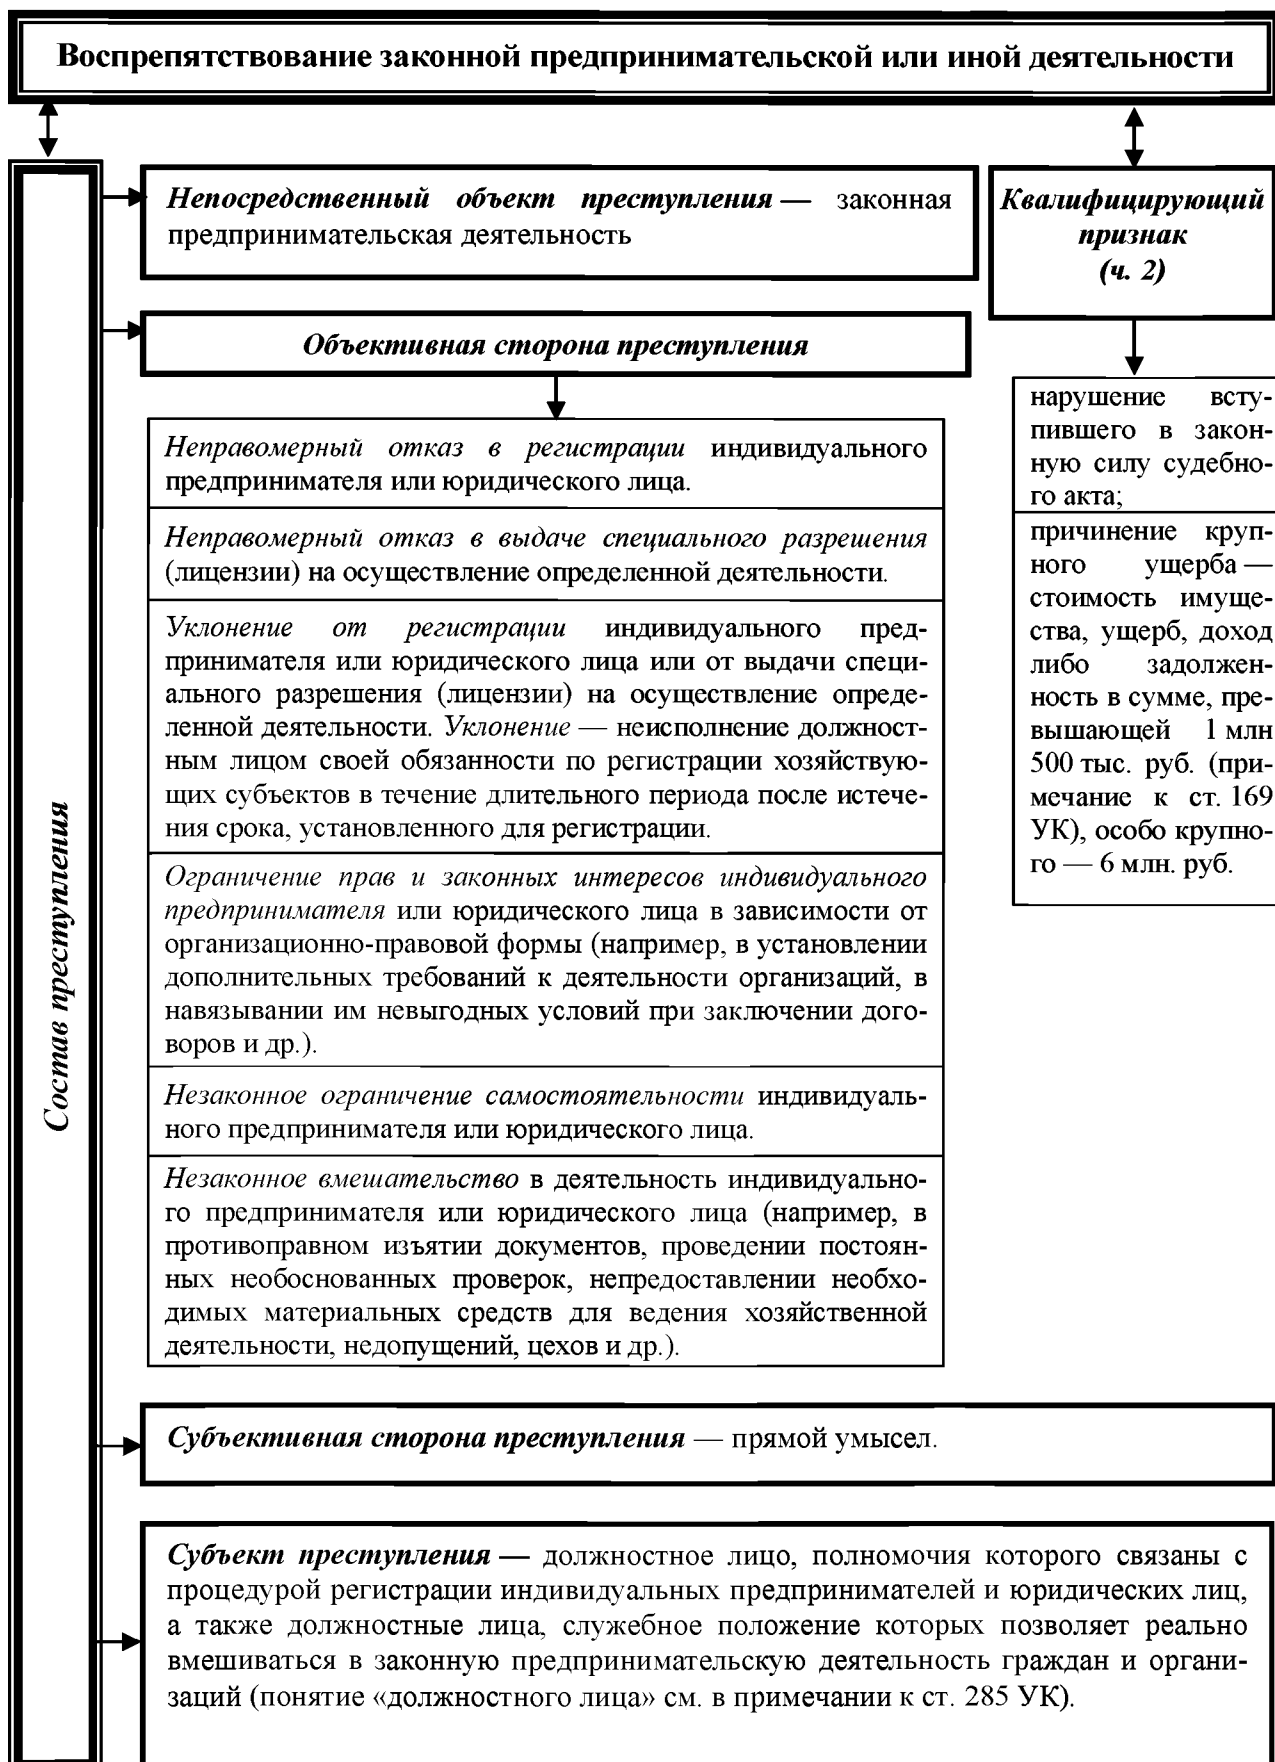 Воспрепятствование законной предпринимательской или иной деятельности
Состав преступления
Непосредственный объект преступления — законная
предпринимательская деятельность
Объективная сторона преступления
Неправомерный отказ в регистрации индивидуального
предпринимателя или юридического лица.
Неправомерный отказ в выдаче специального разрешения
(лицензии) на осуществление определенной деятельности.
Уклонение от регистрации индивидуального пред-
принимателя или юридического лица или от выдачи специ-
ального разрешения (лицензии) на осуществление опреде-
ленной деятельности. Уклонение — неисполнение должност-
ным лицом своей обязанности по регистрации хозяйствую-
щих субъектов в течение длительного периода после истече-
ния срока, установленного для регистрации.
Ограничение прав и законных интересов индивидуального
предпринимателя или юридического лица в зависимости от
организационно-правовой формы (например, в установлении
дополнительных требований к деятельности организаций, в
навязывании им невыгодных условий при заключении дого-
воров и др.).
Незаконное ограничение самостоятельности индивидуаль-
ного предпринимателя или юридического лица.
Незаконное вмешательство в деятельность индивидуально-
го предпринимателя или юридического лица (например, в
противоправном изъятии документов, проведении постоян-
ных необоснованных проверок, непредоставлении необхо-
димых материальных средств для ведения хозяйственной
деятельности, недопущений, цехов и др.).
Квалифицирующий
признак
(ч. 2)
нарушение всту-
пившего в закон-
ную силу судебно-
го акта;
причинение круп-
ного ущерба —
стоимость имуще-
ства, ущерб, доход
либо задолжен-
ность в сумме, пре-
вышающей 1 млн
500 тыс. руб. (при-
мечание к ст. 169
УК), особо крупно-
го — 6 млн. руб.
Субъективная сторона преступления — прямой умысел.
Субъект преступления — должностное лицо, полномочия которого связаны с
процедурой регистрации индивидуальных предпринимателей и юридических лиц,
а также должностные лица, служебное положение которых позволяет реально
вмешиваться в законную предпринимательскую деятельность граждан и органи-
заций (понятие «должностного лица» см. в примечании к ст. 285 УК).